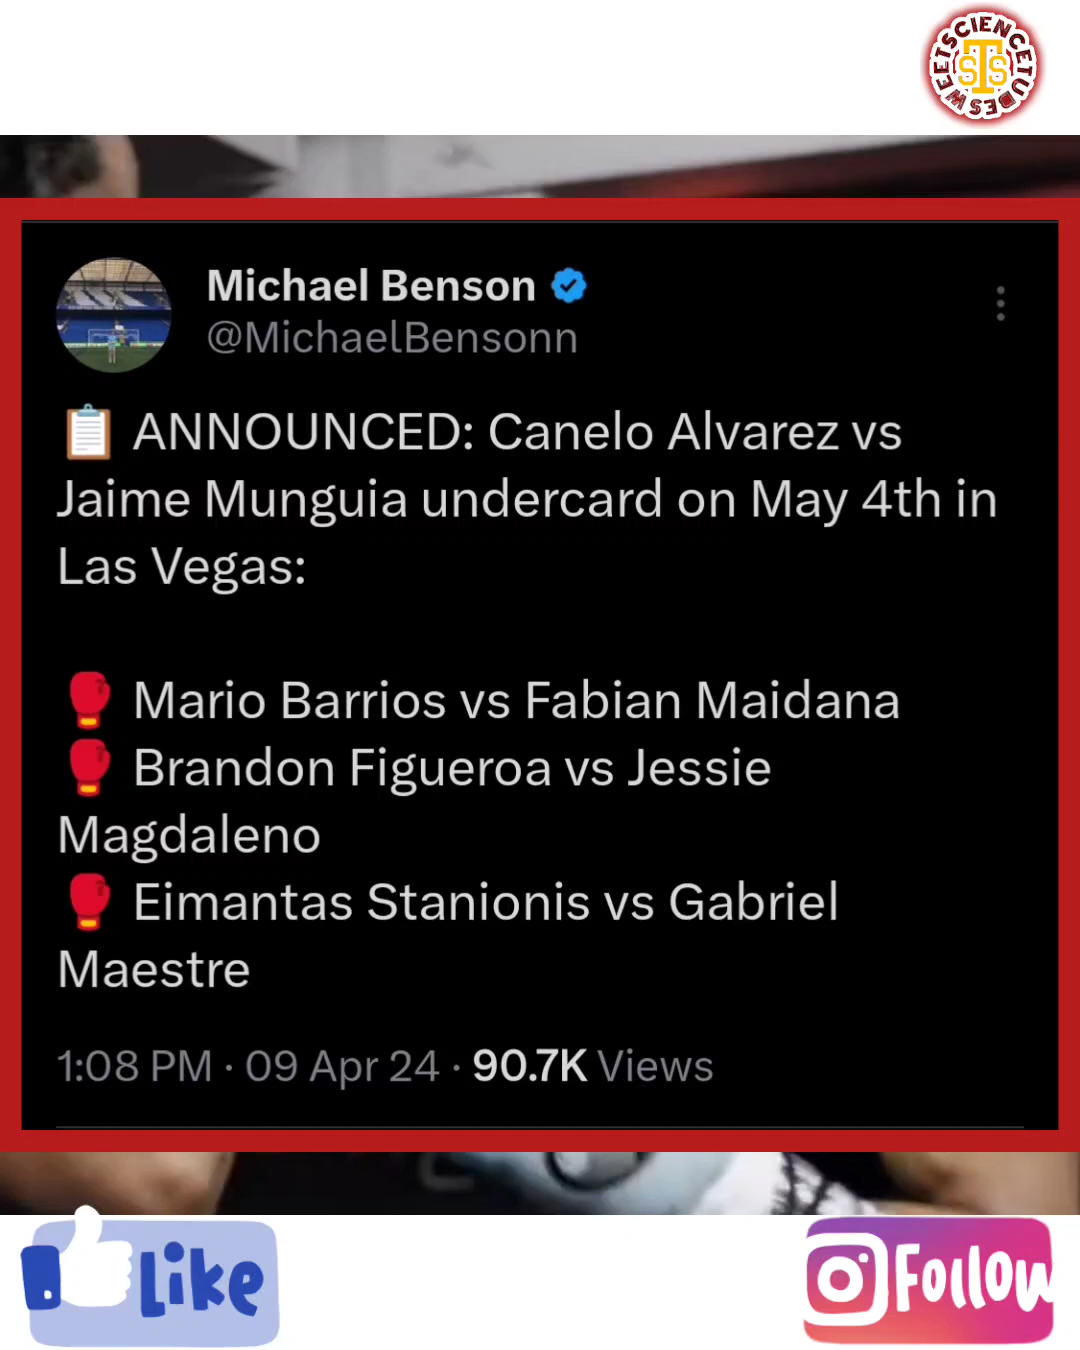 SWEETSCIENCETUDES
STS
Michael Benson
@MichaelBensonn
📋 ANNOUNCED: Canelo Alvarez vs
Jaime Munguia undercard on May 4th in
Las Vegas:
🥊 Mario Barrios vs Fabian Maidana
🥊 Brandon Figueroa vs Jessie
Magdaleno
🥊 Eimantas Stanionis vs Gabriel
Maestre
1:08 PM · 09 Apr 24 · 90.7K Views
Like
Follow